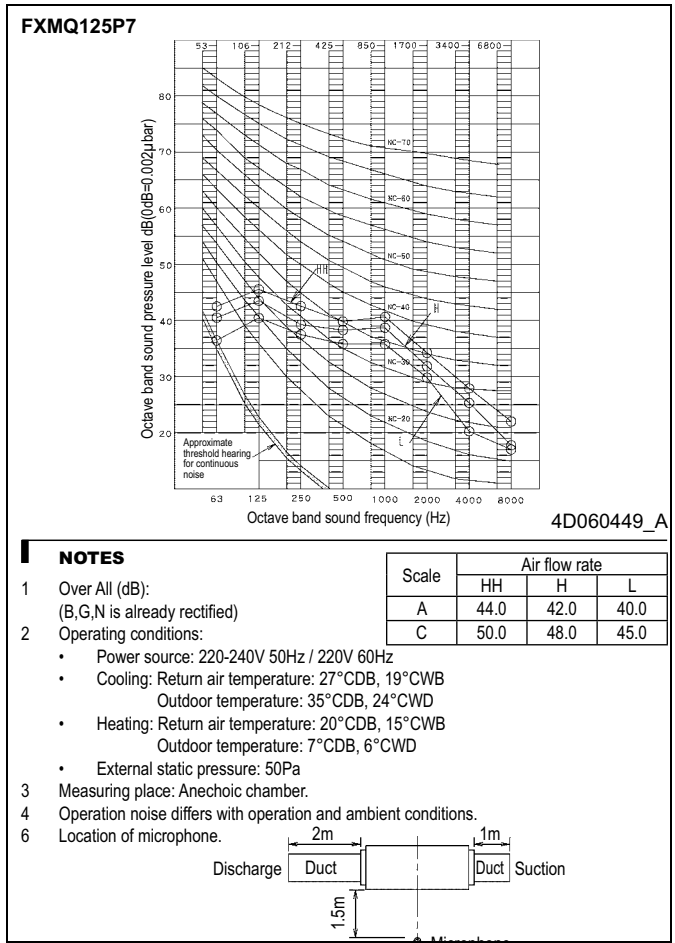 FXMQ125P7
53 106 212 425 850 1700 3400 6800
80
70
60
50
40
30
20
NC-70
NC-60
NC-50
NC-40
NC-30
NC-20
HH
H
L
Octave band sound pressure level dB(0dB=0.002µbar)
Approximate
threshold hearing
for continuous
noise
63 125 250 500 1000 2000 4000 8000
Octave band sound frequency (Hz)
4D060449_A
NOTES
1 Over All (dB):
(B,G,N is already rectified)
Scale Air flow rate
HH H L
A 44.0 42.0 40.0
C 50.0 48.0 45.0
2 Operating conditions:
• Power source: 220-240V 50Hz / 220V 60Hz
• Cooling: Return air temperature: 27°CDB, 19°CWB
Outdoor temperature: 35°CDB, 24°CWD
• Heating: Return air temperature: 20°CDB, 15°CWB
Outdoor temperature: 7°CDB, 6°CWD
• External static pressure: 50Pa
3 Measuring place: Anechoic chamber.
4 Operation noise differs with operation and ambient conditions.
6 Location of microphone.
2m 1m
Discharge Duct Duct Suction
1.5m